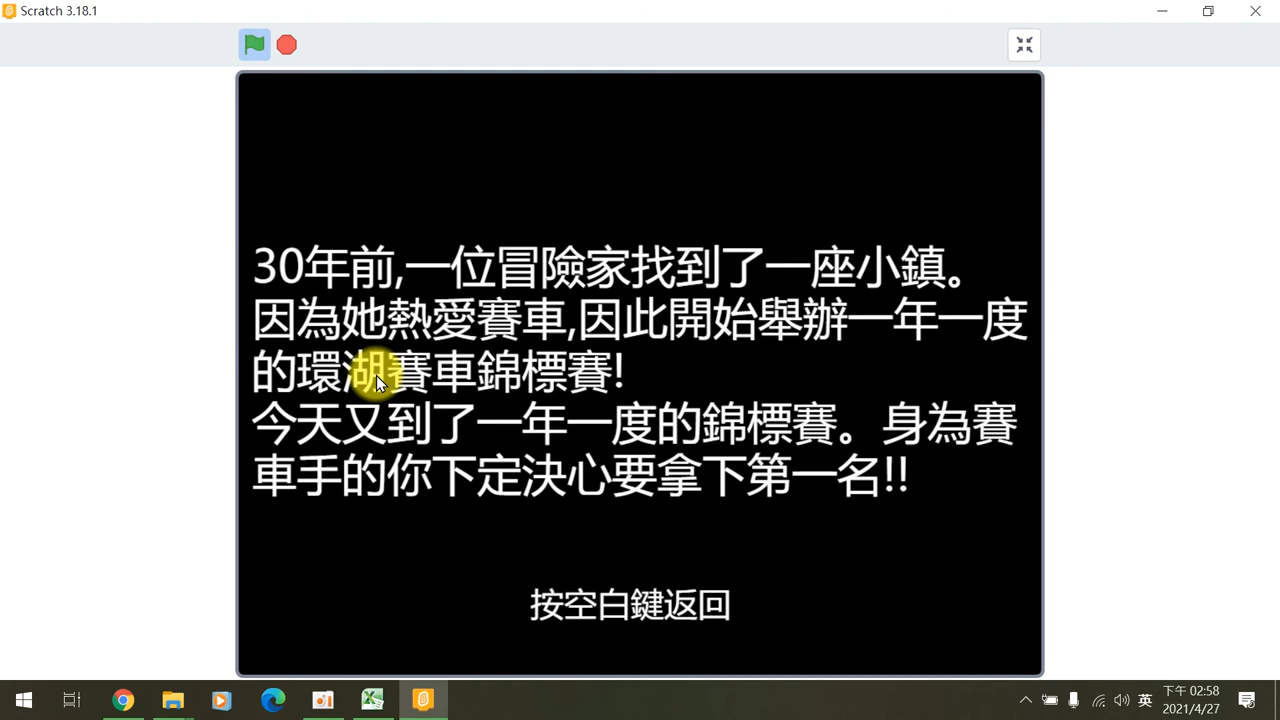 Scratch 3.18.1
30年前,一位冒險家找到了一座小鎮。
因為她熱愛賽車,因此開始舉辦一年一度
的環湖賽車錦標賽!
今天又到了一年一度的錦標賽。身為賽
車手的你下定決心要拿下第一名!!
按空白鍵返回
英
下午 02:58
2021/4/27